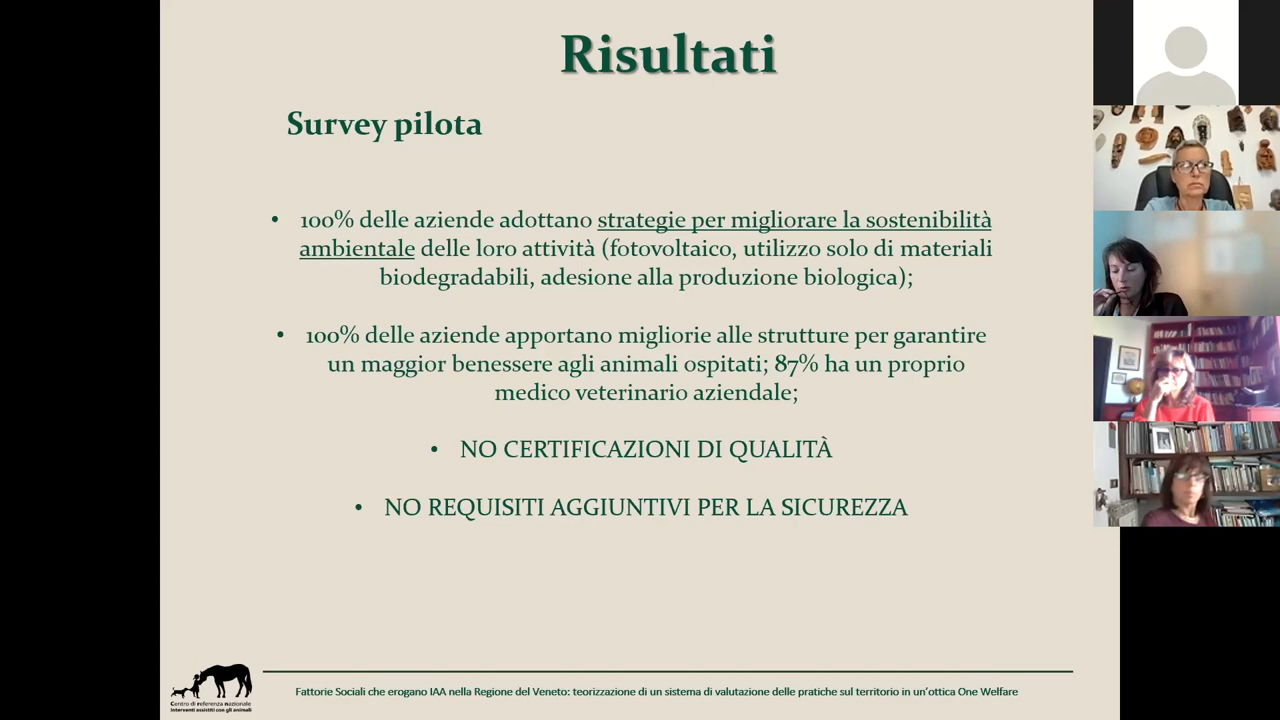 Risultati
Survey pilota
• 100% delle aziende adottano strategie per migliorare la sostenibilità
ambientale delle loro attività (fotovoltaico, utilizzo solo di materiali
biodegradabili, adesione alla produzione biologica);
• 100% delle aziende apportano migliorie alle strutture per garantire
un maggior benessere agli animali ospitati; 87% ha un proprio
medico veterinario aziendale;
• NO CERTIFICAZIONI DI QUALITÀ
• NO REQUISITI AGGIUNTIVI PER LA SICUREZZA
Centro di referenza nazionale
interventi assistiti con gli animali
Fattorie Sociali che erogano IAA nella Regione del Veneto: teorizzazione di un sistema di valutazione delle pratiche sul territorio in un'ottica One Welfare